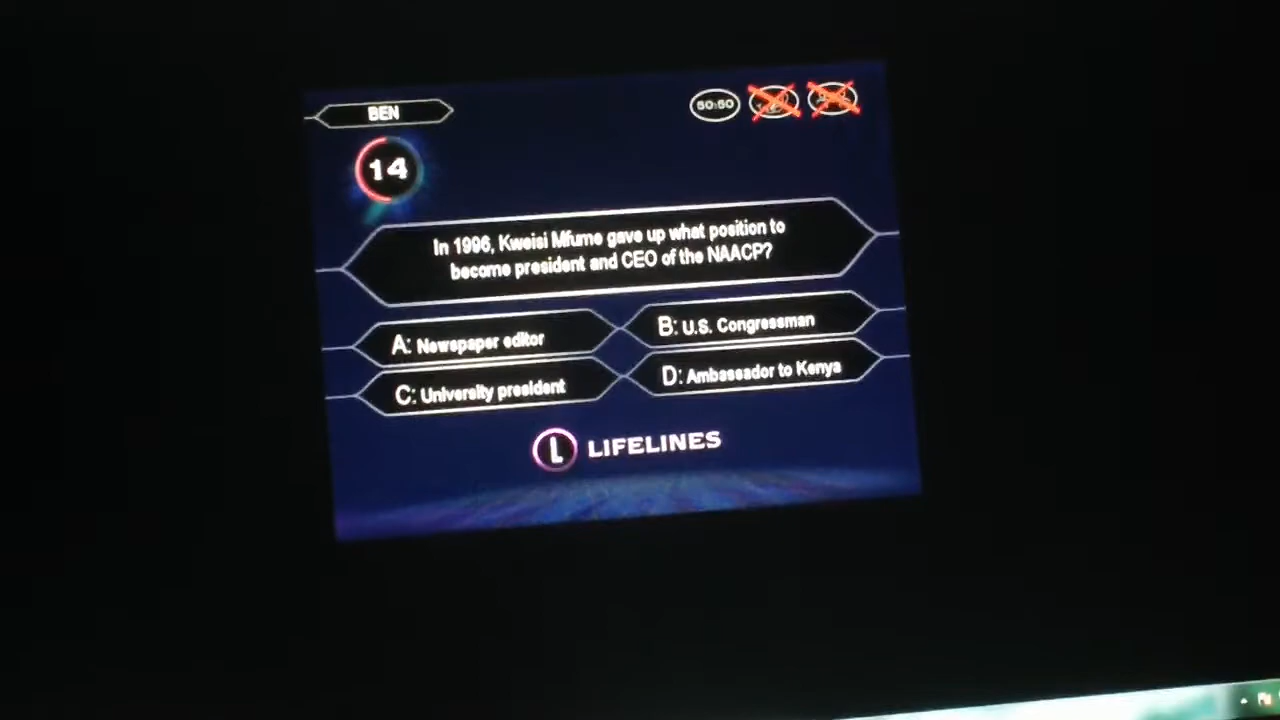 BEN
50:50
14
In 1996, Kweisi Mfume gave up what position to
become president and CEO of the NAACP?
A: Newspaper editor
B: U.S. Congressman
C: University president
D: Ambassador to Kenya
L LIFELINES